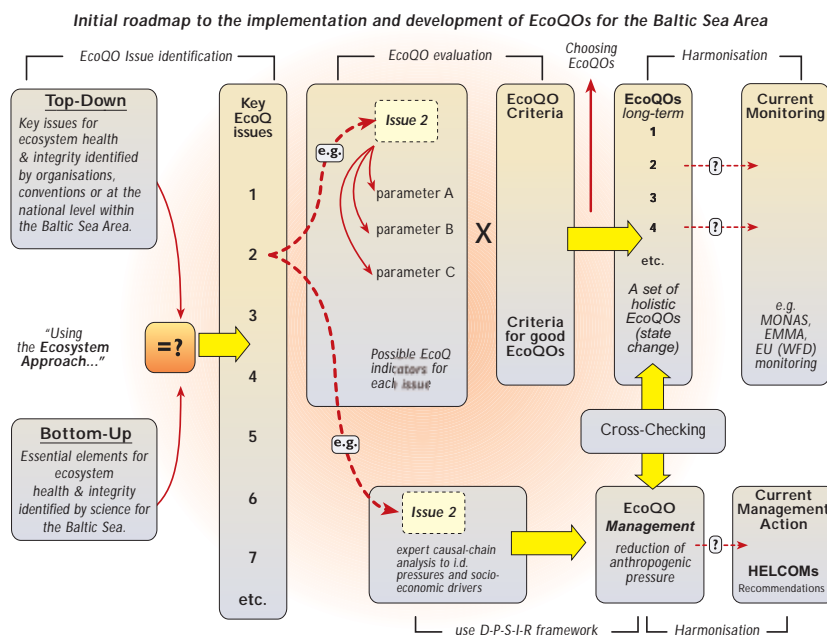 Initial roadmap to the implementation and development of EcoQOs for the Baltic Sea Area
EcoQO Issue identification
EcoQO evaluation
Choosing
EcoQOs
Harmonisation
Top-Down
Key issues for
ecosystem health
& integrity identified
by organisations,
conventions or at the
national level within
the Baltic Sea Area.
"Using
the Ecosystem
Approach..."
=?
Bottom-Up
Essential elements for
ecosystem
health & integrity
identified by science for
the Baltic Sea.
Key
EcoQ
issues
1
2
3
4
5
6
7
etc.
e.g.
Issue 2
parameter A
parameter B
parameter C
Possible EcoQ
indicators for
each issue
X
EcoQO
Criteria
Criteria
for good
EcoQOs
EcoQOs
long-term
1
2
3
4
etc.
A set of
holistic
EcoQOs
(state
change)
?
?
Current
Monitoring
e.g.
MONAS,
EMMA,
EU (WFD)
monitoring
Cross-Checking
e.g.
Issue 2
expert causal-chain
analysis to i.d.
pressures and socio-
economic drivers
EcoQO
Management
reduction of
anthropogenic
pressure
?
Current
Management
Action
HELCOMs
Recommendations
use D-P-S-I-R framework
Harmonisation